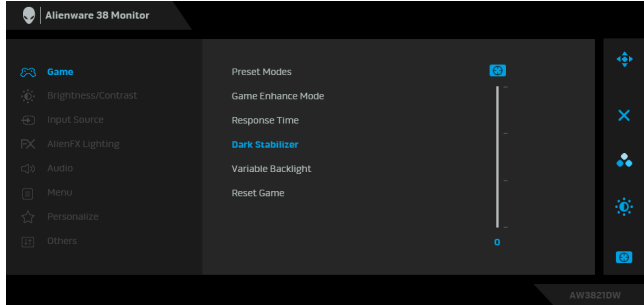 Alienware 38 Monitor
Game
Brightness/Contrast
Input Source
AlienFX Lighting
Audio
Menu
Personalize
Others
Preset Modes
Game Enhance Mode
Response Time
Dark Stabilizer
Variable Backlight
Reset Game
0
AW3821DW